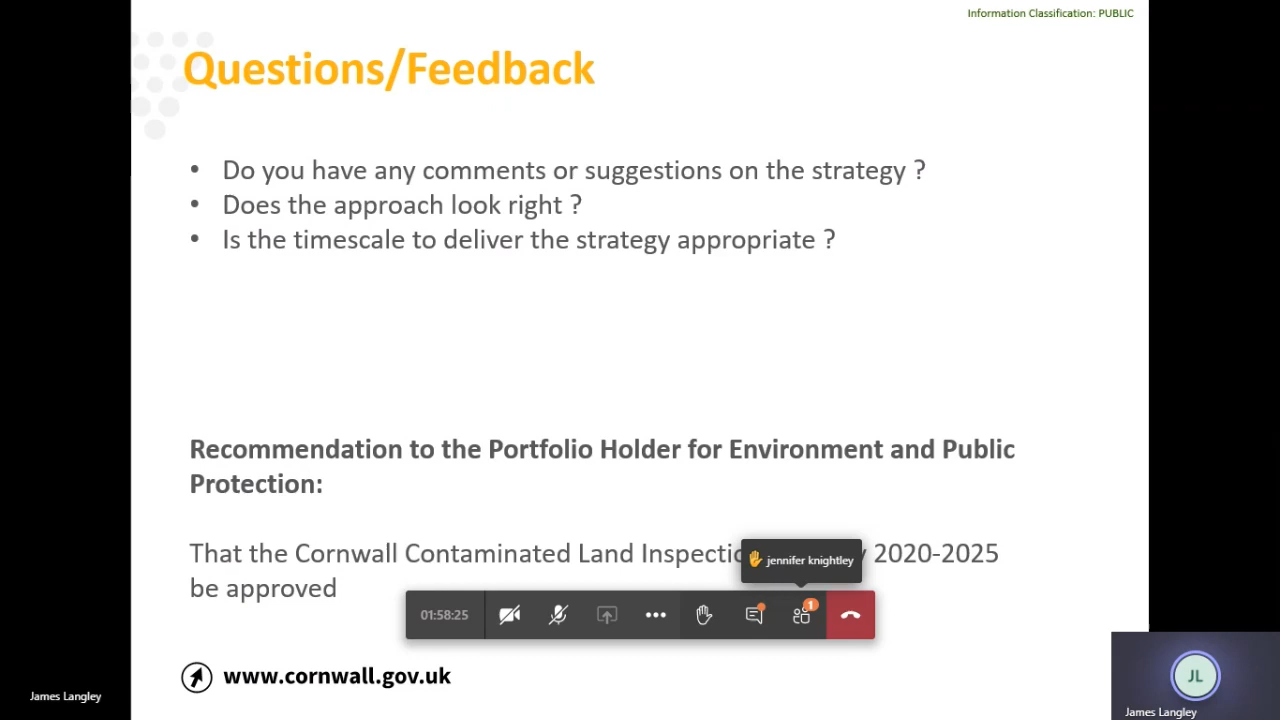 Information Classification: PUBLIC
Questions/Feedback
• Do you have any comments or suggestions on the strategy ?
• Does the approach look right ?
• Is the timescale to deliver the strategy appropriate ?
Recommendation to the Portfolio Holder for Environment and Public
Protection:
That the Cornwall Contaminated Land 2020-2025
be approved
jennifer knightley
01:58:25
1
www.cornwall.gov.uk
James Langley
JL
James Langley